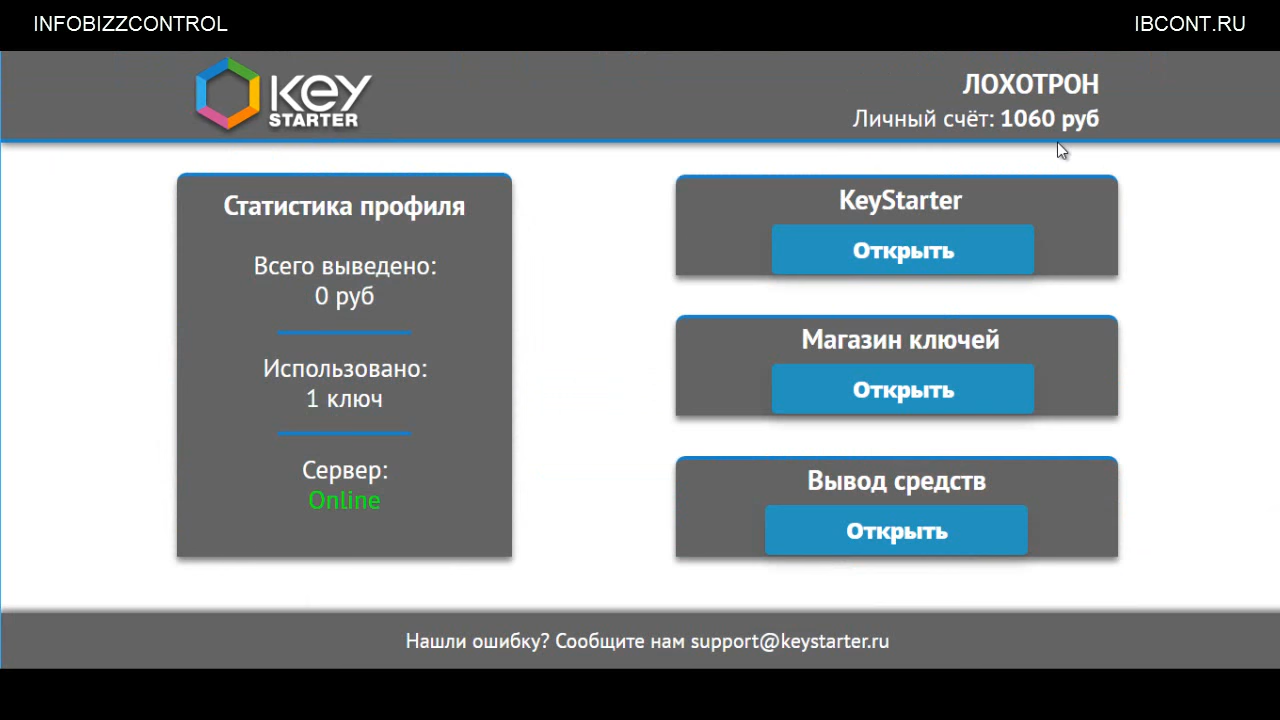 INFOBIZZCONTROL
IBCONT.RU
KEY
STARTER
ЛОХОТРОН
Личный счёт: 1060 руб
Статистика профиля
Всего выведено:
0 руб
Использовано:
1 ключ
Сервер:
Online
KeyStarter
Открыть
Магазин ключей
Открыть
Вывод средств
Открыть
Нашли ошибку? Сообщите нам support@keystarter.ru